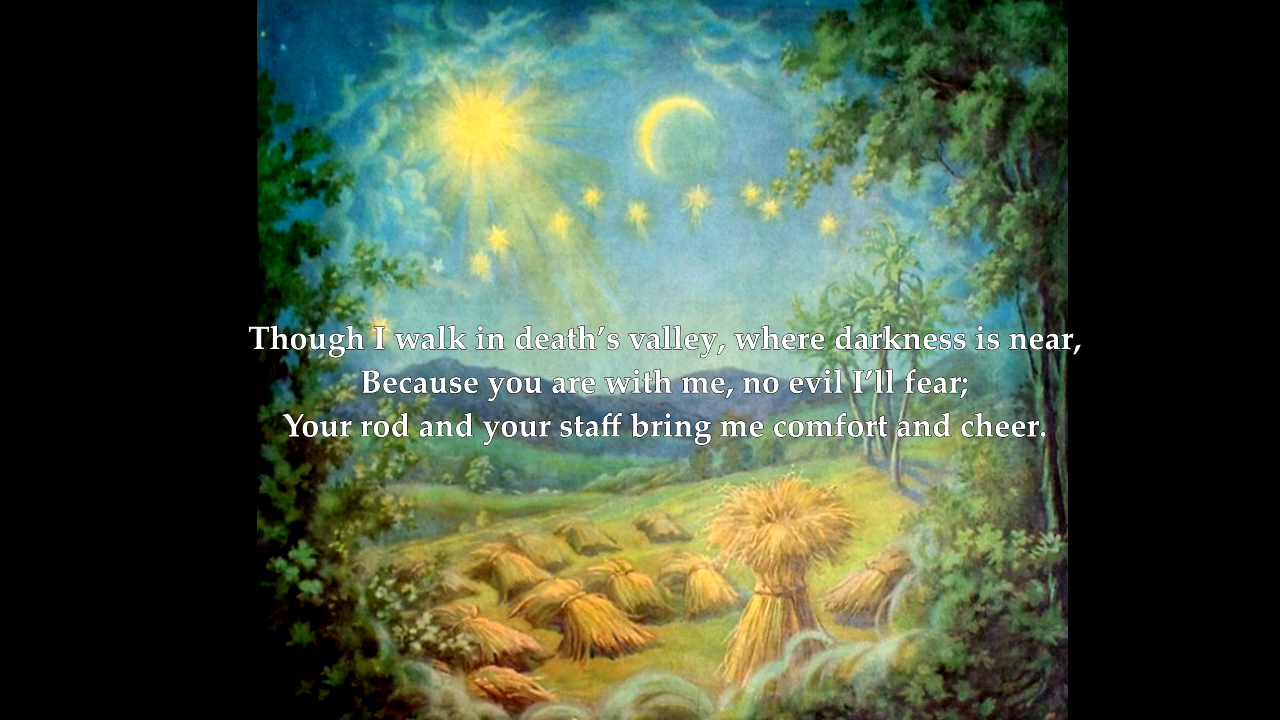 Though I walk in death’s valley, where darkness is near,
Because you are with me, no evil I’ll fear;
Your rod and your staff bring me comfort and cheer.